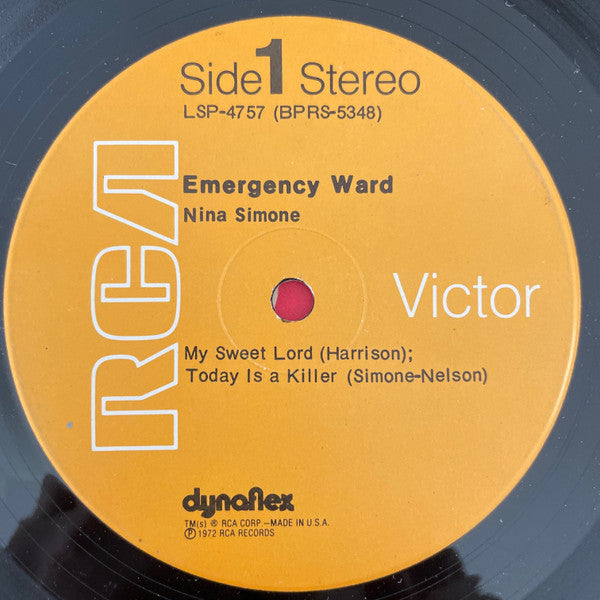 Side 1 Stereo
LSP-4757 (BPRS-5348)
RCA
Emergency Ward
Nina Simone
Victor
My Sweet Lord (Harrison);
Today Is a Killer (Simone-Nelson)
dynaflex
TM(s) ® RCA CORP.—MADE IN U.S.A.
℗ 1972 RCA RECORDS